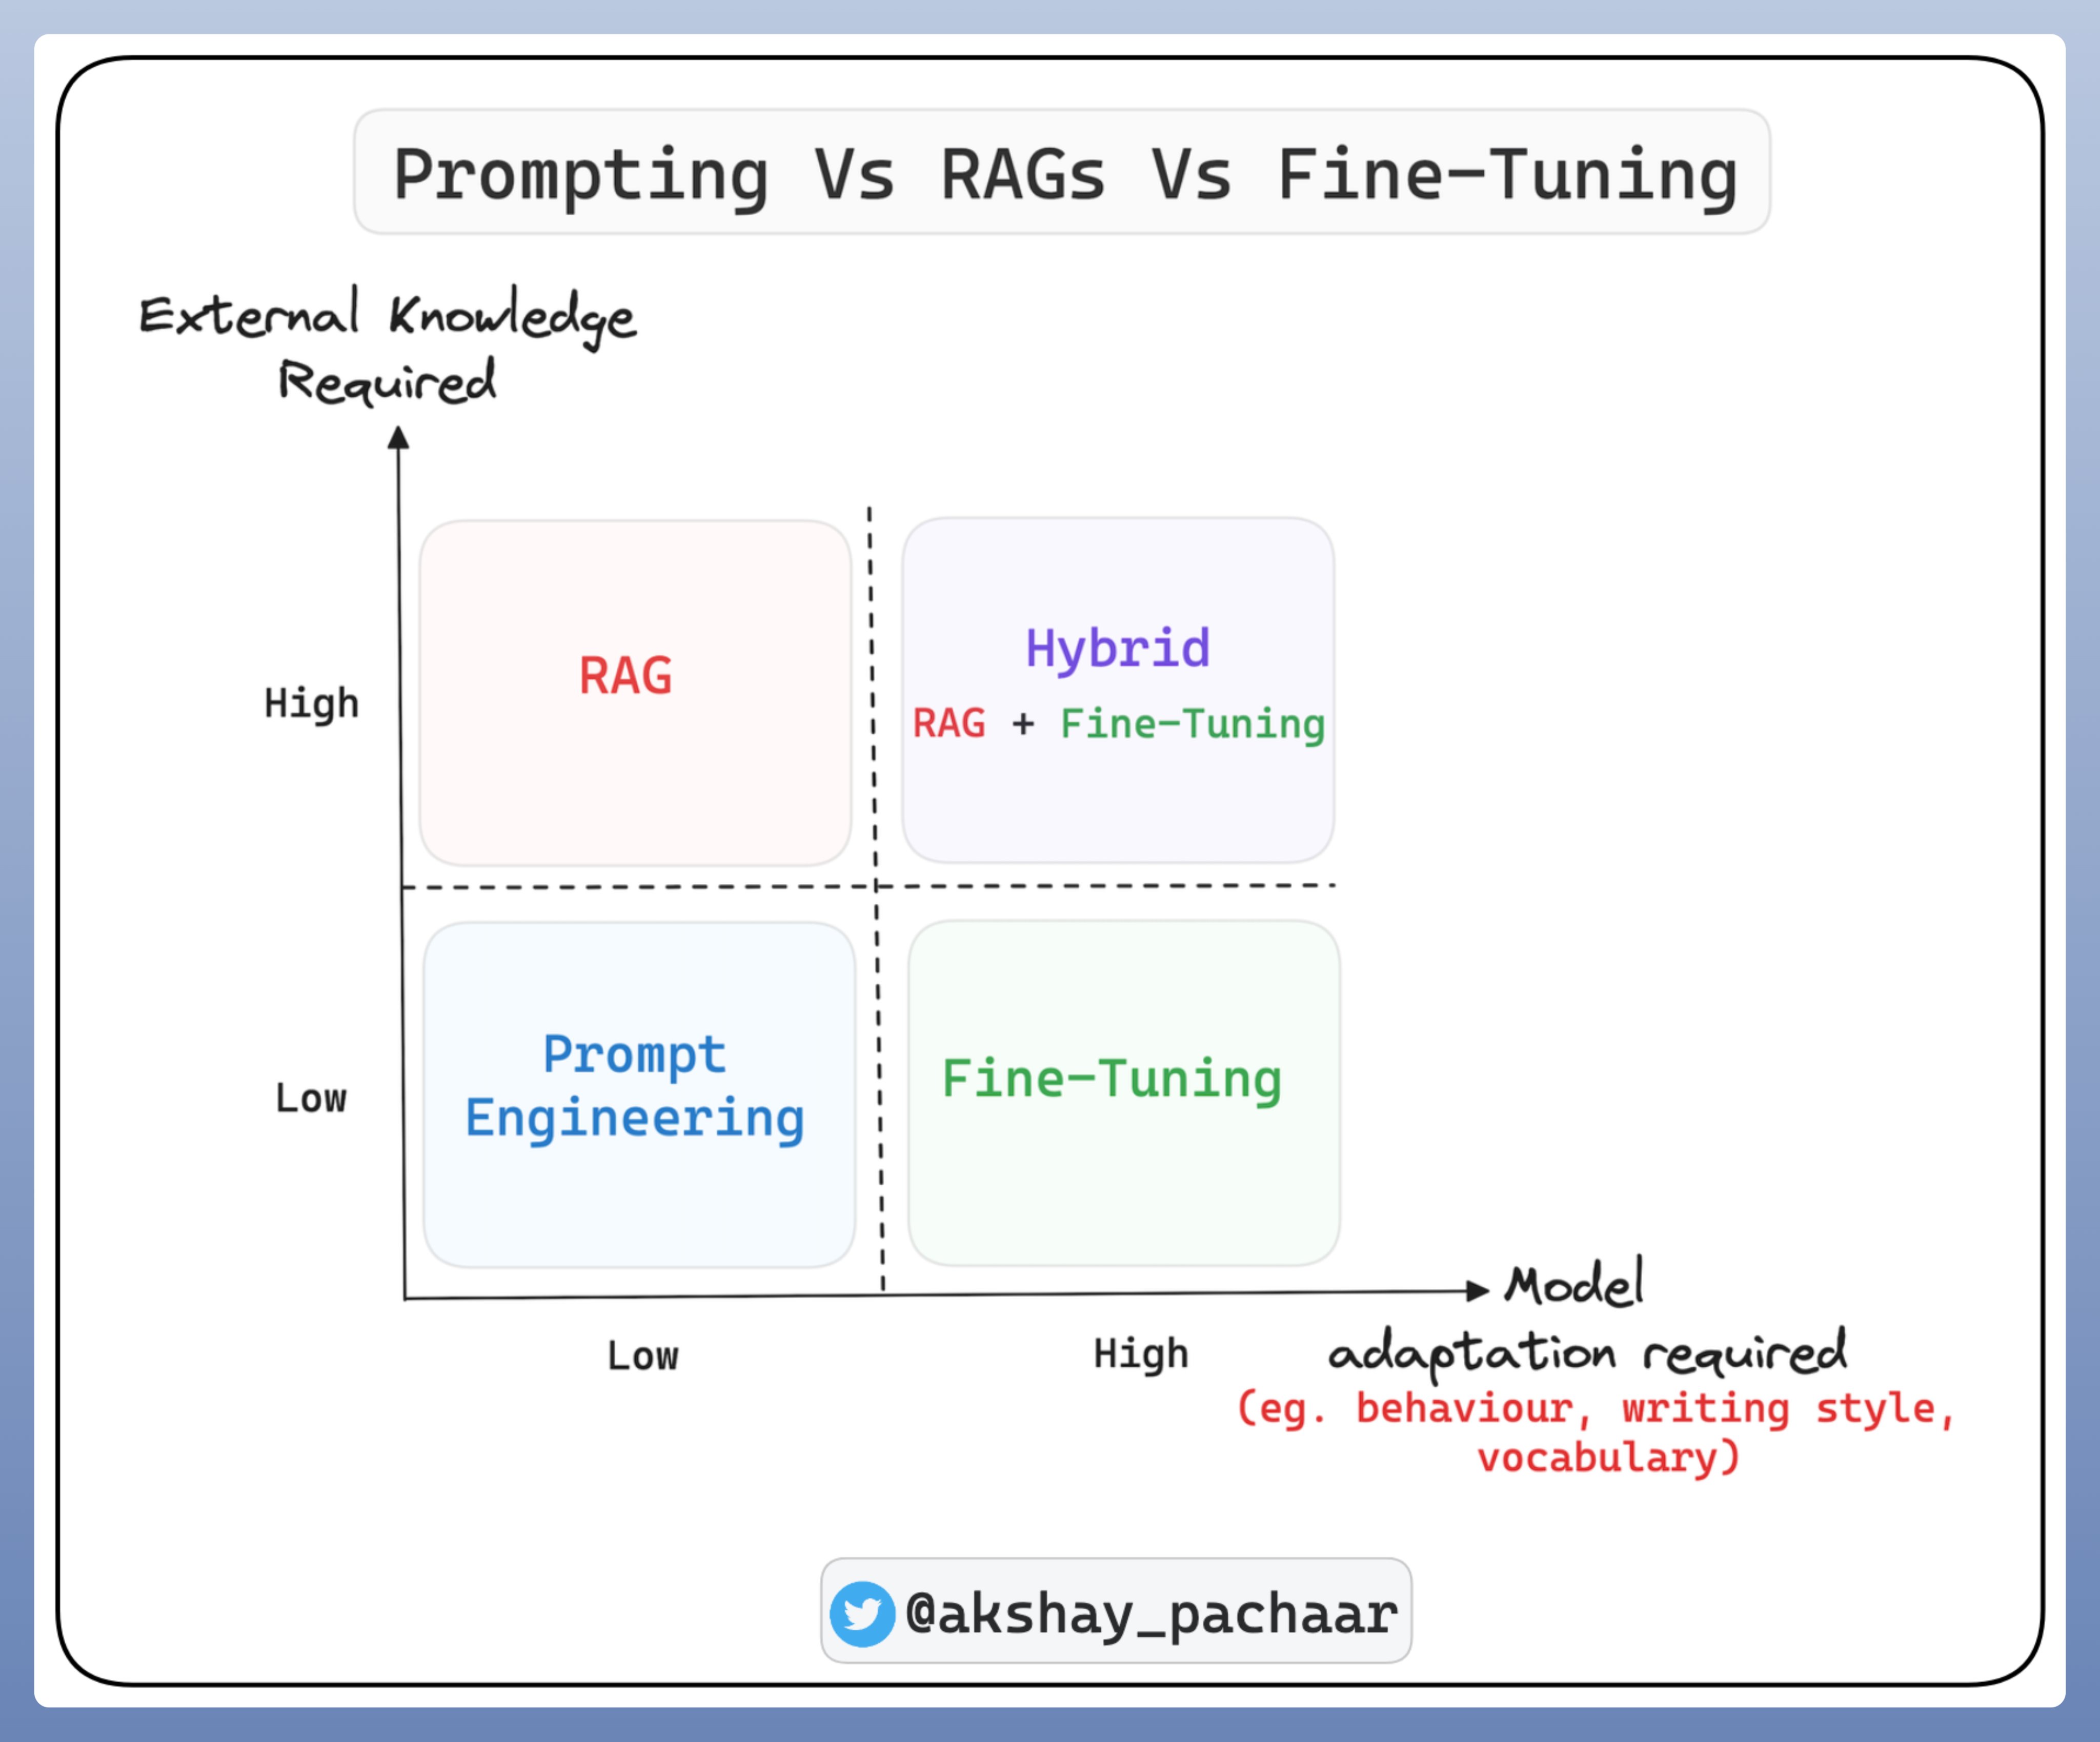 Prompting Vs RAGs Vs Fine-Tuning
External Knowledge
Required
RAG
Hybrid
RAG + Fine-Tuning
High
Prompt
Engineering
Fine-Tuning
Low
Low
High
Model
adaptation required
(eg. behaviour, writing style,
vocabulary)
@akshay_pachaar